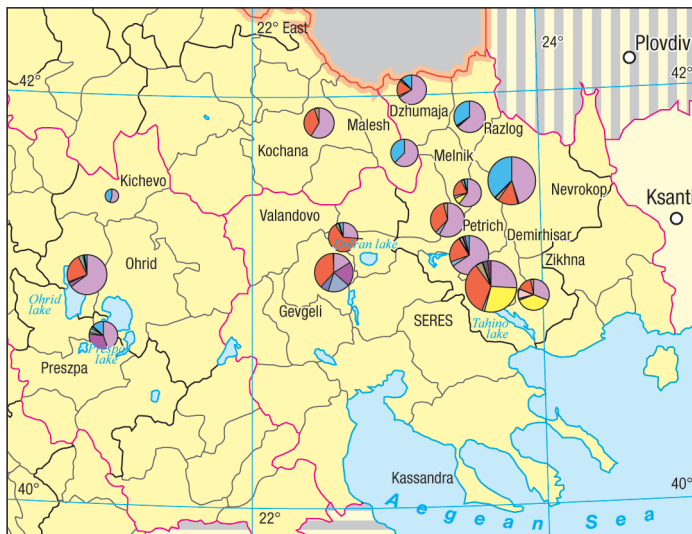 22° East
24°
Plovdiv
42°
42°
Dzhumaja
Malesh
Razlog
Kochana
Melnik
Kichevo
Nevrokop
Ksanti
Valandovo
Petrich
Demirhisar
Doiran lake
Ohrid
Zikhna
Ohrid
lake
Gevgeli
SERES
Tahino
lake
Prespa
lake
Preszpa
Kassandra
40°
40°
Aegean Sea
22°